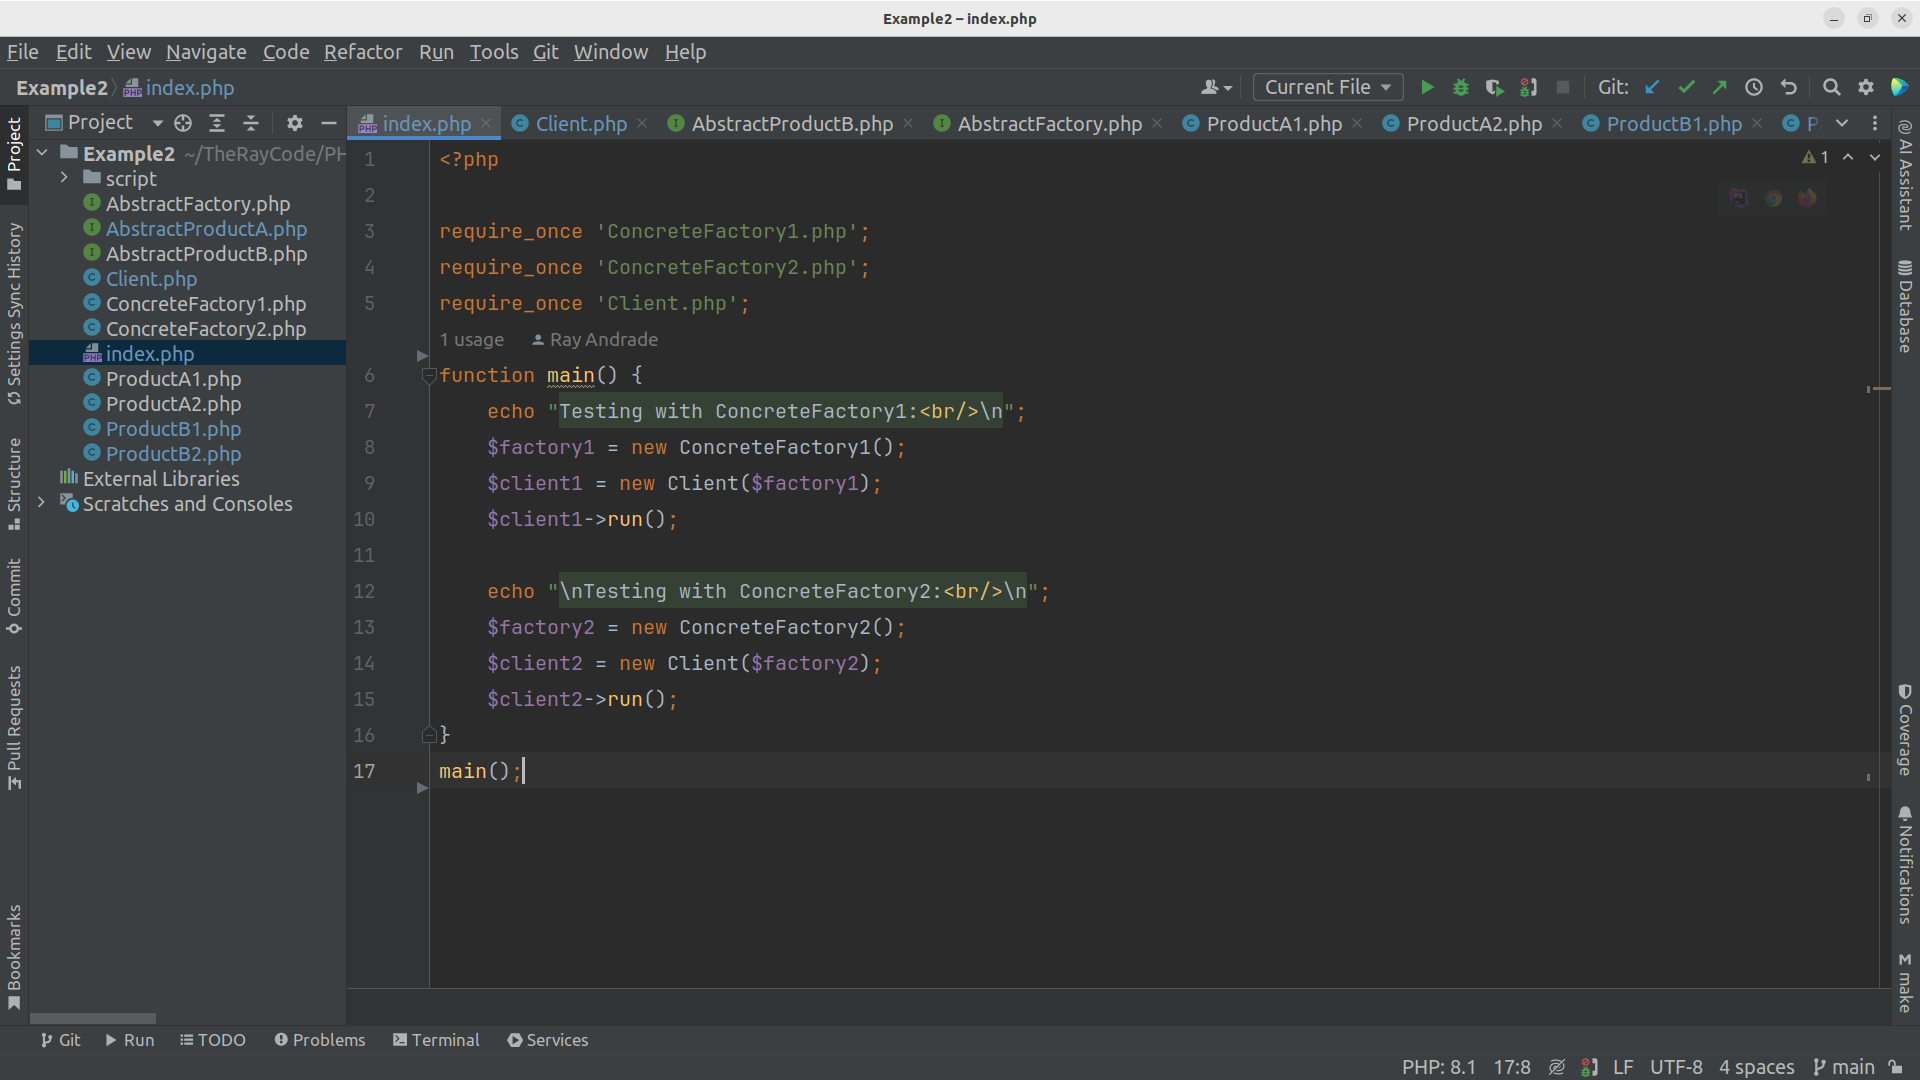 Example2 – index.php
File Edit View Navigate Code Refactor Run Tools Git Window Help
Example2 index.php
Current File
Git:
Project
index.php
Client.php
AbstractProductB.php
AbstractFactory.php
ProductA1.php
ProductA2.php
ProductB1.php
P
Example2 ~/TheRayCode/PH
script
AbstractFactory.php
AbstractProductA.php
AbstractProductB.php
Client.php
ConcreteFactory1.php
ConcreteFactory2.php
index.php
ProductA1.php
ProductA2.php
ProductB1.php
ProductB2.php
External Libraries
Scratches and Consoles
Project
Settings Sync History
Structure
Commit
Pull Requests
Bookmarks
1 <?php
2
3 require_once 'ConcreteFactory1.php';
4 require_once 'ConcreteFactory2.php';
5 require_once 'Client.php';
1 usage Ray Andrade
6 function main() {
7 echo "Testing with ConcreteFactory1:<br/>\n";
8 $factory1 = new ConcreteFactory1();
9 $client1 = new Client($factory1);
10 $client1->run();
11
12 echo "\nTesting with ConcreteFactory2:<br/>\n";
13 $factory2 = new ConcreteFactory2();
14 $client2 = new Client($factory2);
15 $client2->run();
16 }
17 main();
1
AI Assistant
Database
Coverage
Notifications
M make
Git Run TODO Problems Terminal Services
PHP: 8.1 17:8 LF UTF-8 4 spaces main